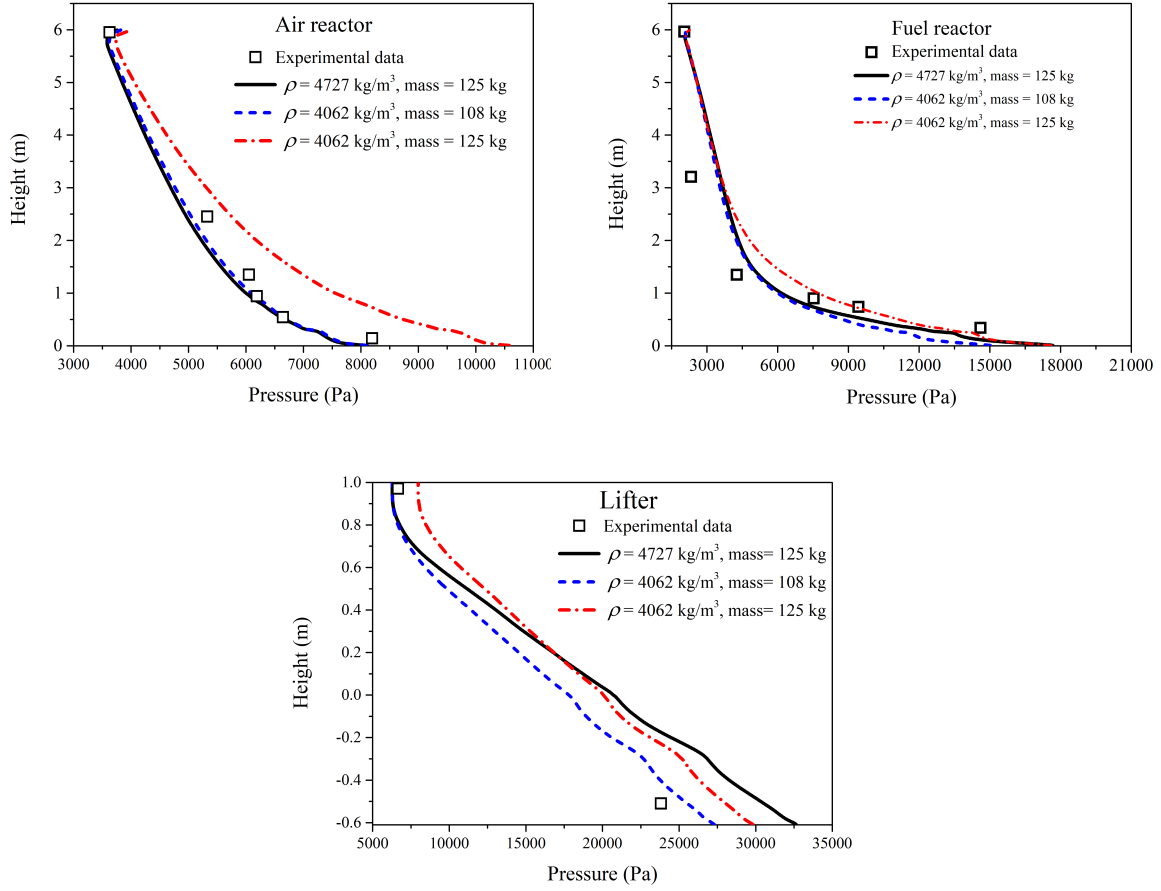 Air reactor
Experimental data
ρ = 4727 kg/m³, mass = 125 kg
ρ = 4062 kg/m³, mass = 108 kg
ρ = 4062 kg/m³, mass = 125 kg
6
5
4
3
2
1
0
Height (m)
3000 4000 5000 6000 7000 8000 9000 10000 11000
Pressure (Pa)
Fuel reactor
Experimental data
ρ = 4727 kg/m³, mass = 125 kg
ρ = 4062 kg/m³, mass = 108 kg
ρ = 4062 kg/m³, mass = 125 kg
6
5
4
3
2
1
0
Height (m)
3000 6000 9000 12000 15000 18000 21000
Pressure (Pa)
Lifter
Experimental data
ρ = 4727 kg/m³, mass= 125 kg
ρ = 4062 kg/m³, mass= 108 kg
ρ = 4062 kg/m³, mass= 125 kg
1.0
0.8
0.6
0.4
0.2
0.0
-0.2
-0.4
-0.6
Height (m)
5000 10000 15000 20000 25000 30000 35000
Pressure (Pa)